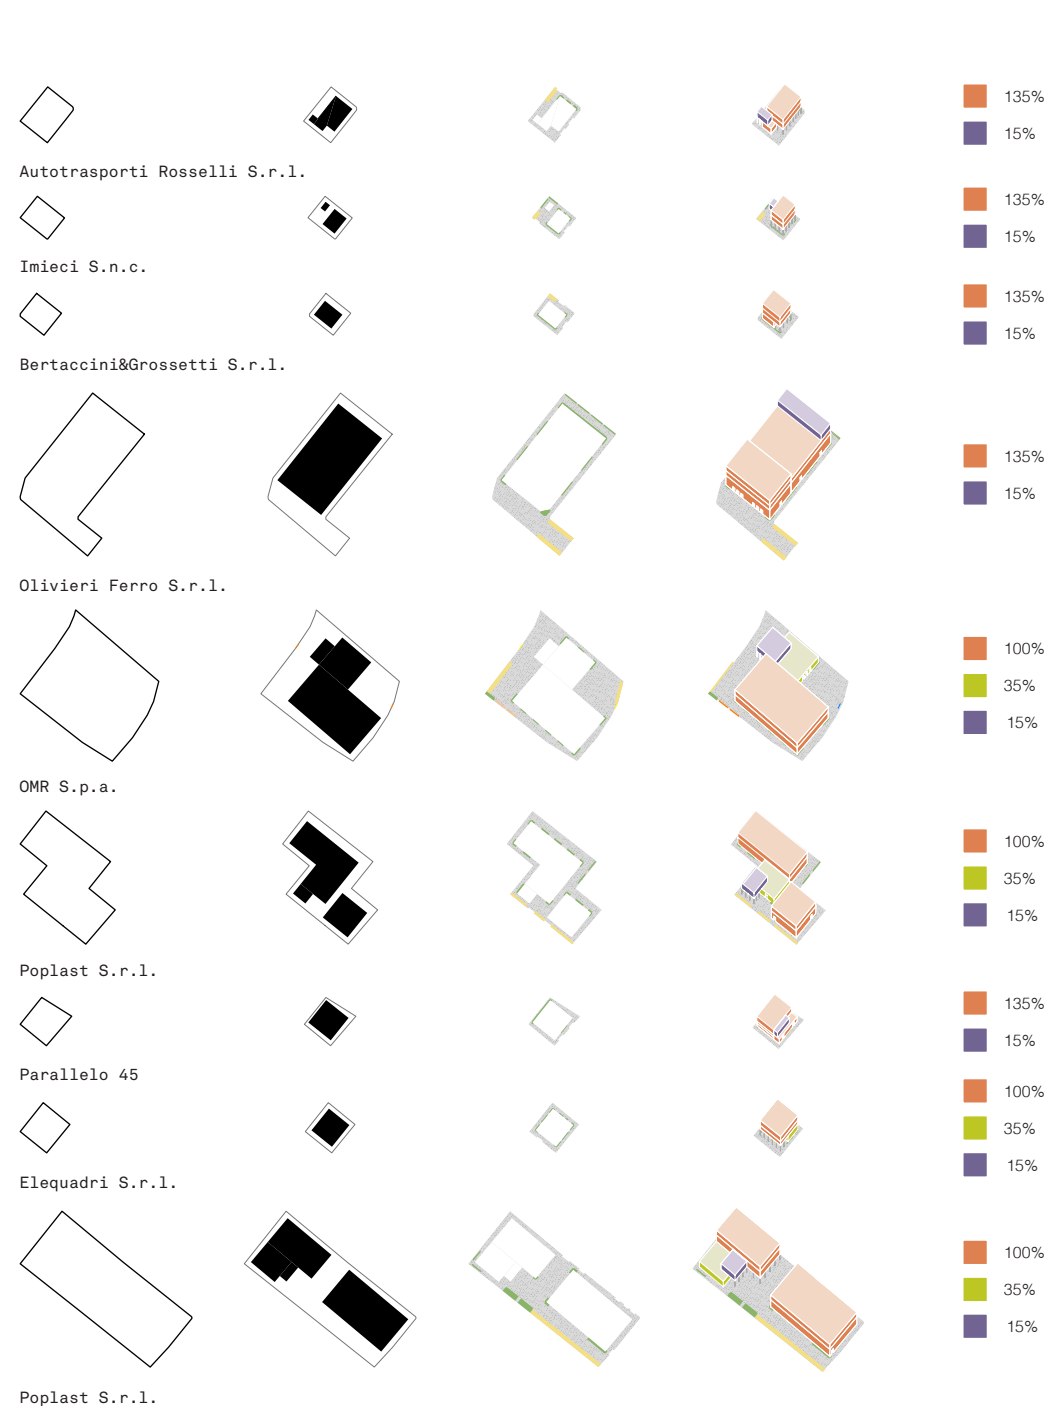 135%
15%
Autotrasporti Rosselli S.r.l.
135%
15%
Imieci S.n.c.
135%
15%
Bertaccini&Grossetti S.r.l.
135%
15%
Olivieri Ferro S.r.l.
100%
35%
15%
OMR S.p.a.
100%
35%
15%
Poplast S.r.l.
135%
15%
Parallelo 45
100%
35%
15%
Elequadri S.r.l.
100%
35%
15%
Poplast S.r.l.